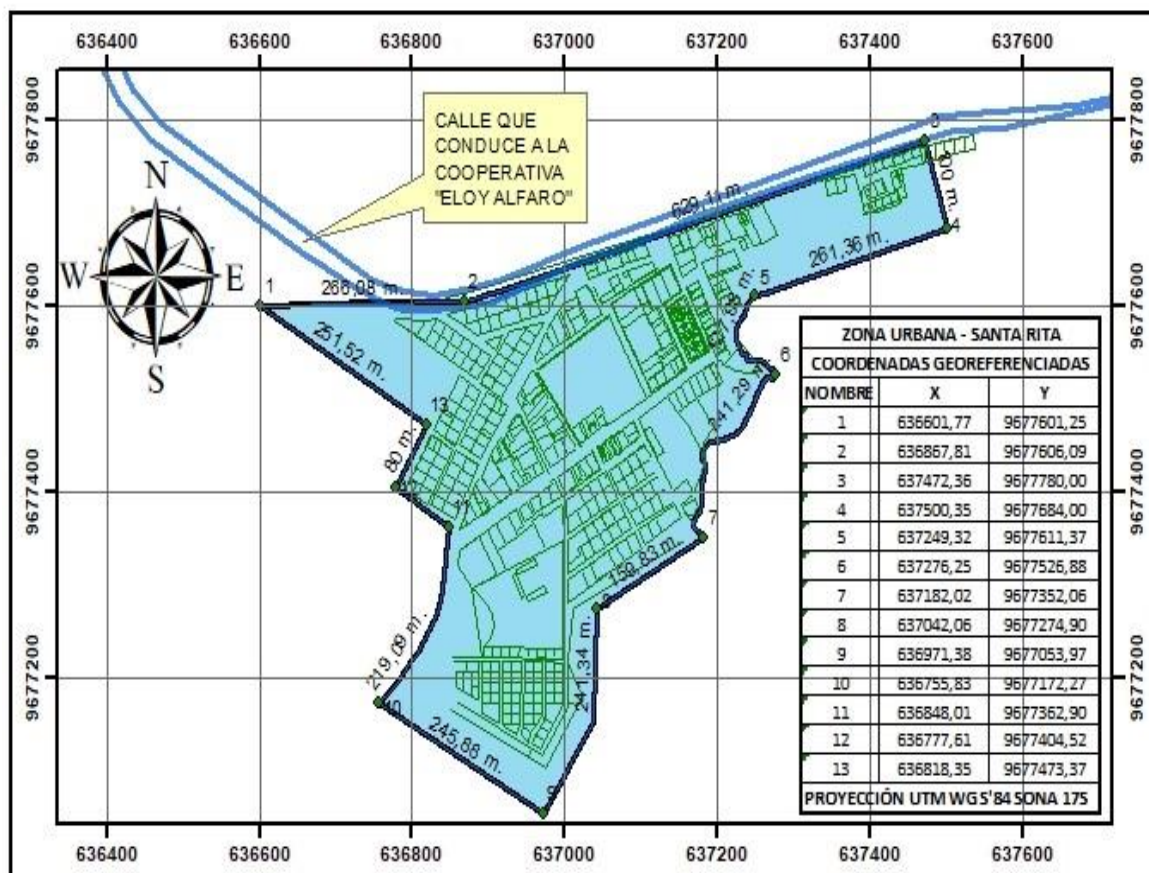 636400 636600 636800 637000 637200 637400 637600
9677800
9677600
9677400
9677200
9677800
9677600
9677400
9677200
N
W E
S
CALLE QUE
CONDUCE A LA
COOPERATIVA
"ELOY ALFARO"
1
2
3
4
5
6
7
8
9
10
11
12
13
266,08 m.
629,11 m.
100 m.
261,36 m.
141,29 m.
159,83 m.
241,34 m.
245,88 m.
219,09 m.
80 m.
251,52 m.
ZONA URBANA - SANTA RITA
COORDENADAS GEOREFERENCIADAS
NOMBRE X Y
1 636601,77 9677601,25
2 636867,81 9677606,09
3 637472,36 9677780,00
4 637500,35 9677684,00
5 637249,32 9677611,37
6 637276,25 9677526,88
7 637182,02 9677352,06
8 637042,06 9677274,90
9 636971,38 9677053,97
10 636755,83 9677172,27
11 636848,01 9677362,90
12 636777,61 9677404,52
13 636818,35 9677473,37
PROYECCIÓN UTM WGS'84 SONA 17S
636400 636600 636800 637000 637200 637400 637600